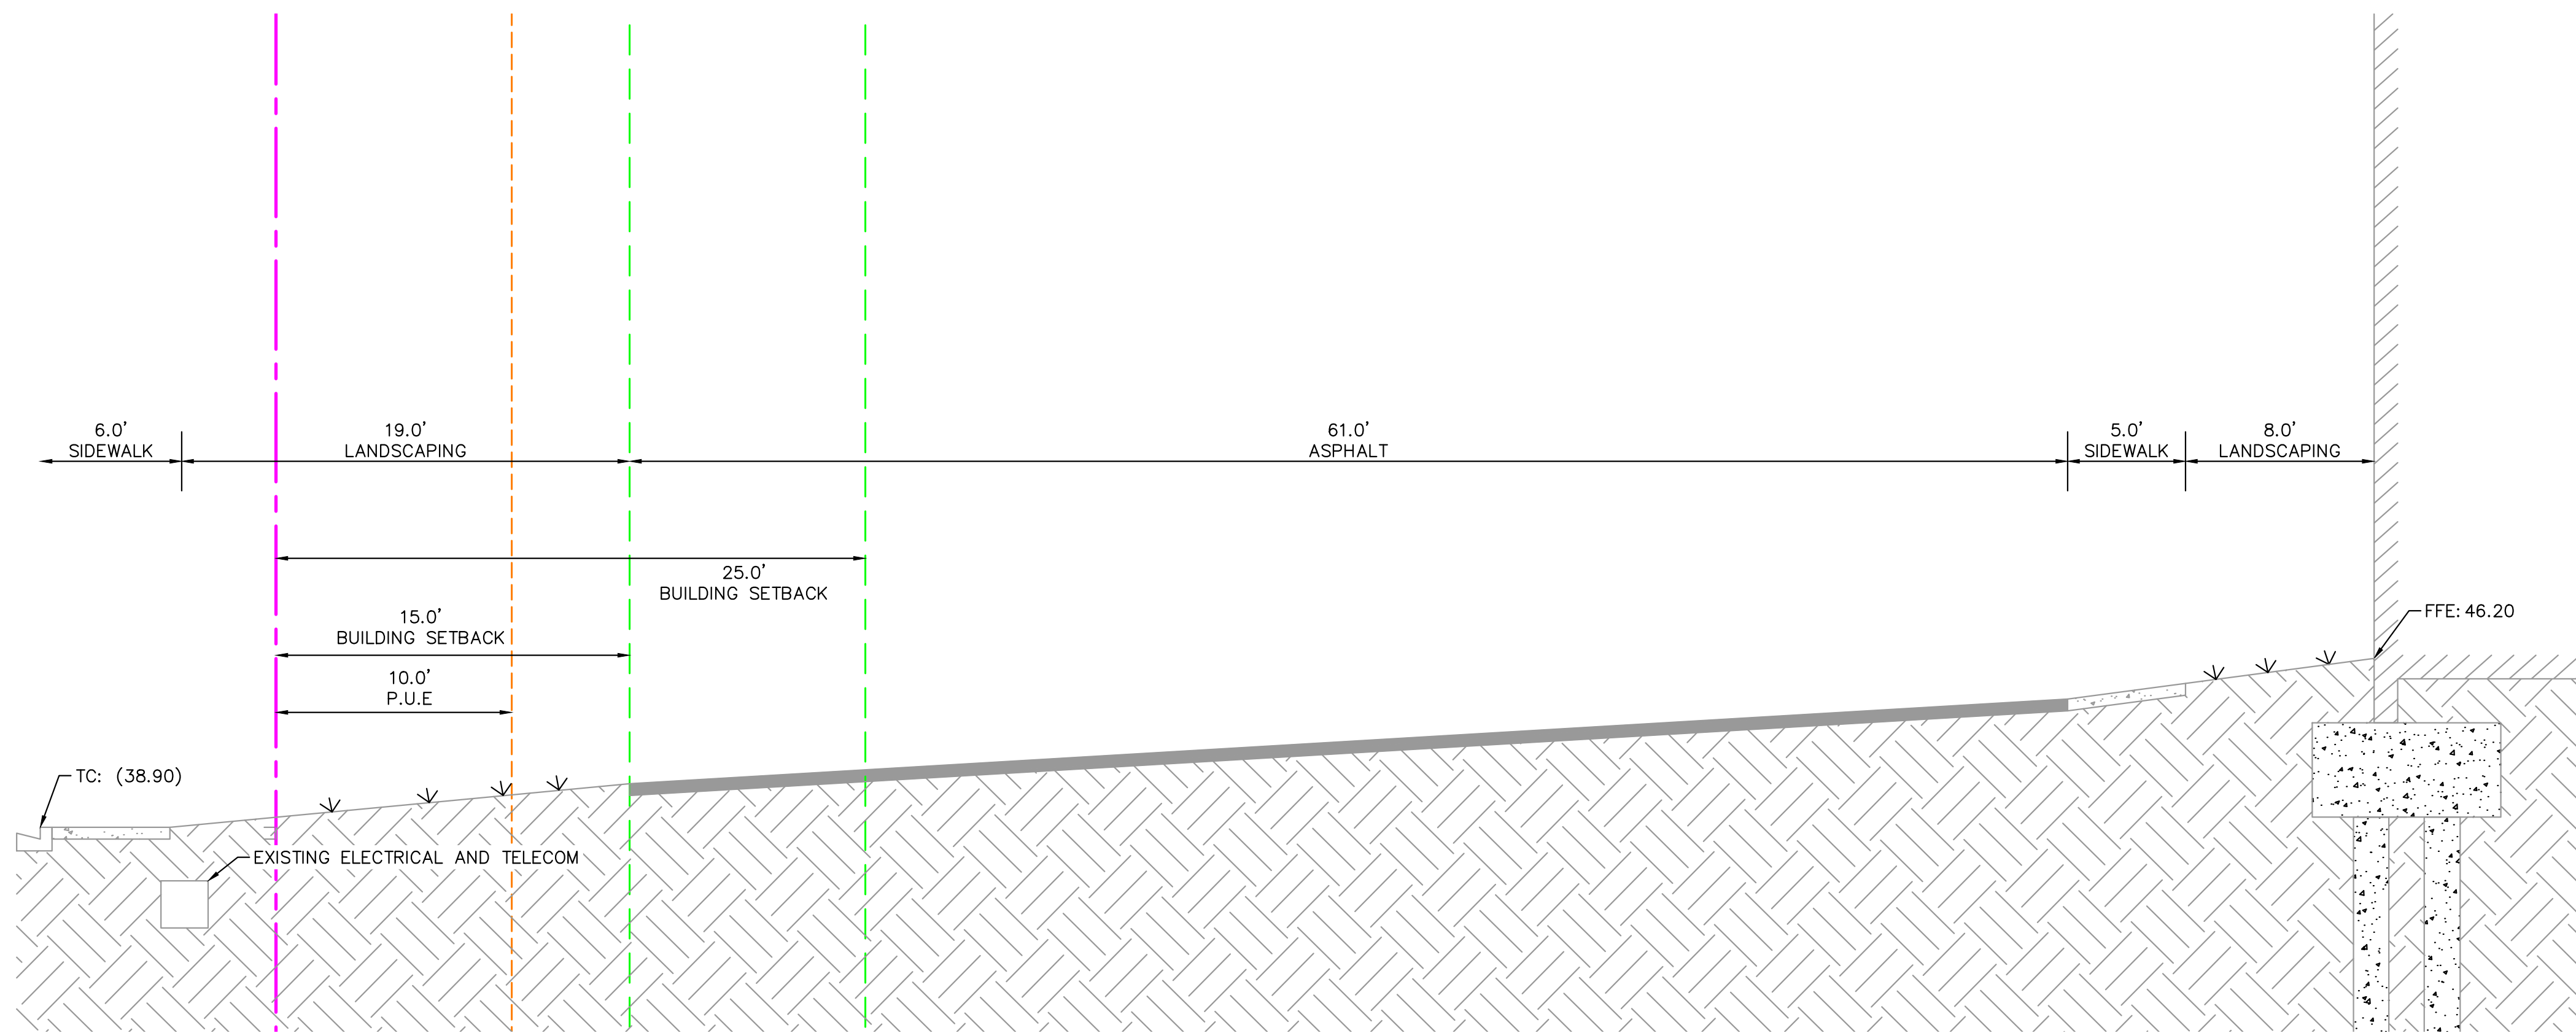 6.0'
SIDEWALK
19.0'
LANDSCAPING
61.0'
ASPHALT
5.0'
SIDEWALK
8.0'
LANDSCAPING
25.0'
BUILDING SETBACK
15.0'
BUILDING SETBACK
FFE: 46.20
10.0'
P.U.E
TC: (38.90)
EXISTING ELECTRICAL AND TELECOM